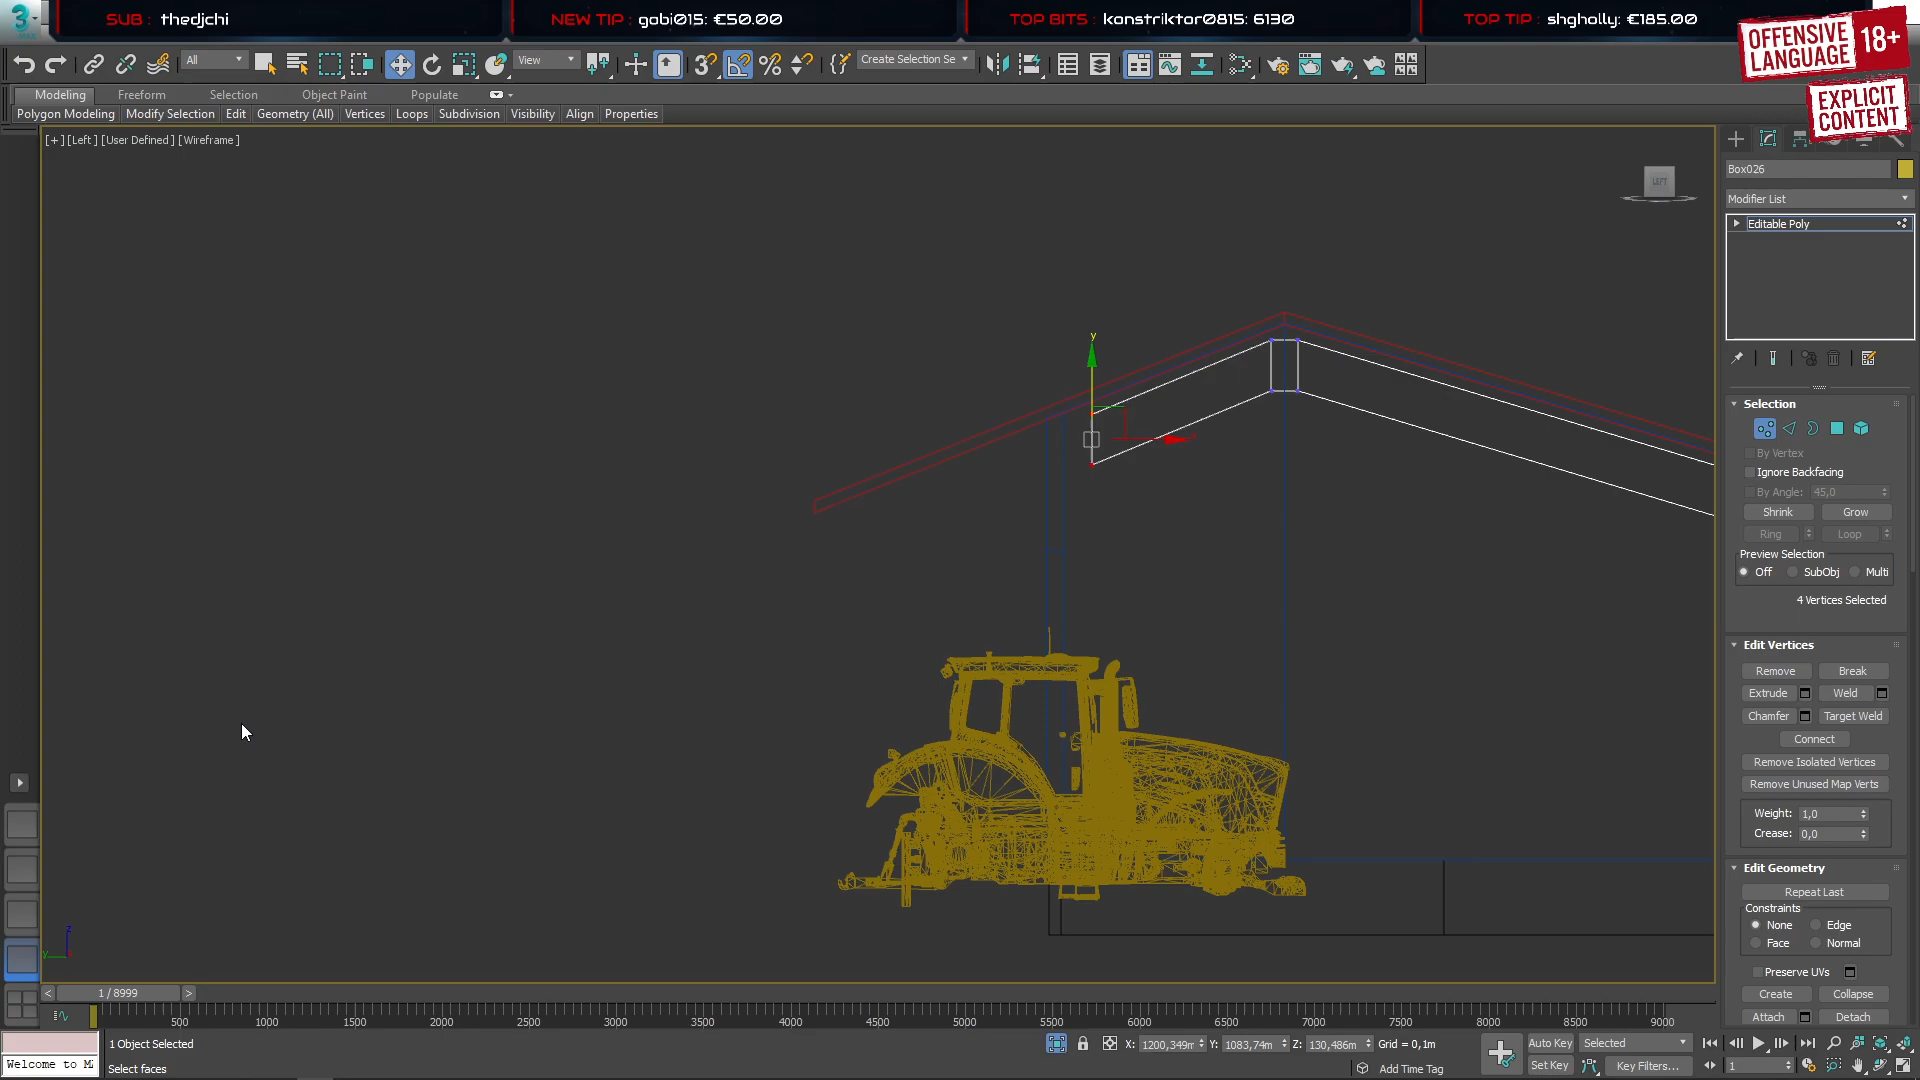 SUB : thedjchi
NEW TIP : gabi015: €50.00
TOP BITS : konstriktor0815: 6130
TOP TIP : shgholly: €185.00
OFFENSIVE LANGUAGE 18+
EXPLICIT CONTENT
3
MAX
All
View
Create Selection Se
Modeling
Freeform
Selection
Object Paint
Populate
Polygon Modeling
Modify Selection
Edit
Geometry (All)
Vertices
Loops
Subdivision
Visibility
Align
Properties
[+] [Left ] [User Defined ] [Wireframe ]
LEFT
y
x
Box026
Modifier List
Editable Poly
Selection
By Vertex
Ignore Backfacing
By Angle: 45,0
Shrink
Grow
Ring
Loop
Preview Selection
Off
SubObj
Multi
4 Vertices Selected
Edit Vertices
Remove
Break
Extrude
Weld
Chamfer
Target Weld
Connect
Remove Isolated Vertices
Remove Unused Map Verts
Weight: 1,0
Crease: 0,0
Edit Geometry
Repeat Last
Constraints
None
Edge
Face
Normal
Preserve UVs
Create
Collapse
Attach
Detach
z
y
< 1 / 8999 >
500 1000 1500 2000 2500 3000 3500 4000 4500 5000 5500 6000 6500 7000 7500 8000 8500 9000
Welcome to M
1 Object Selected
Select faces
X: 1200,349m
Y: 1083,74m
Z: 130,486m
Grid = 0,1m
Add Time Tag
Auto Key
Selected
Set Key
Key Filters...
1